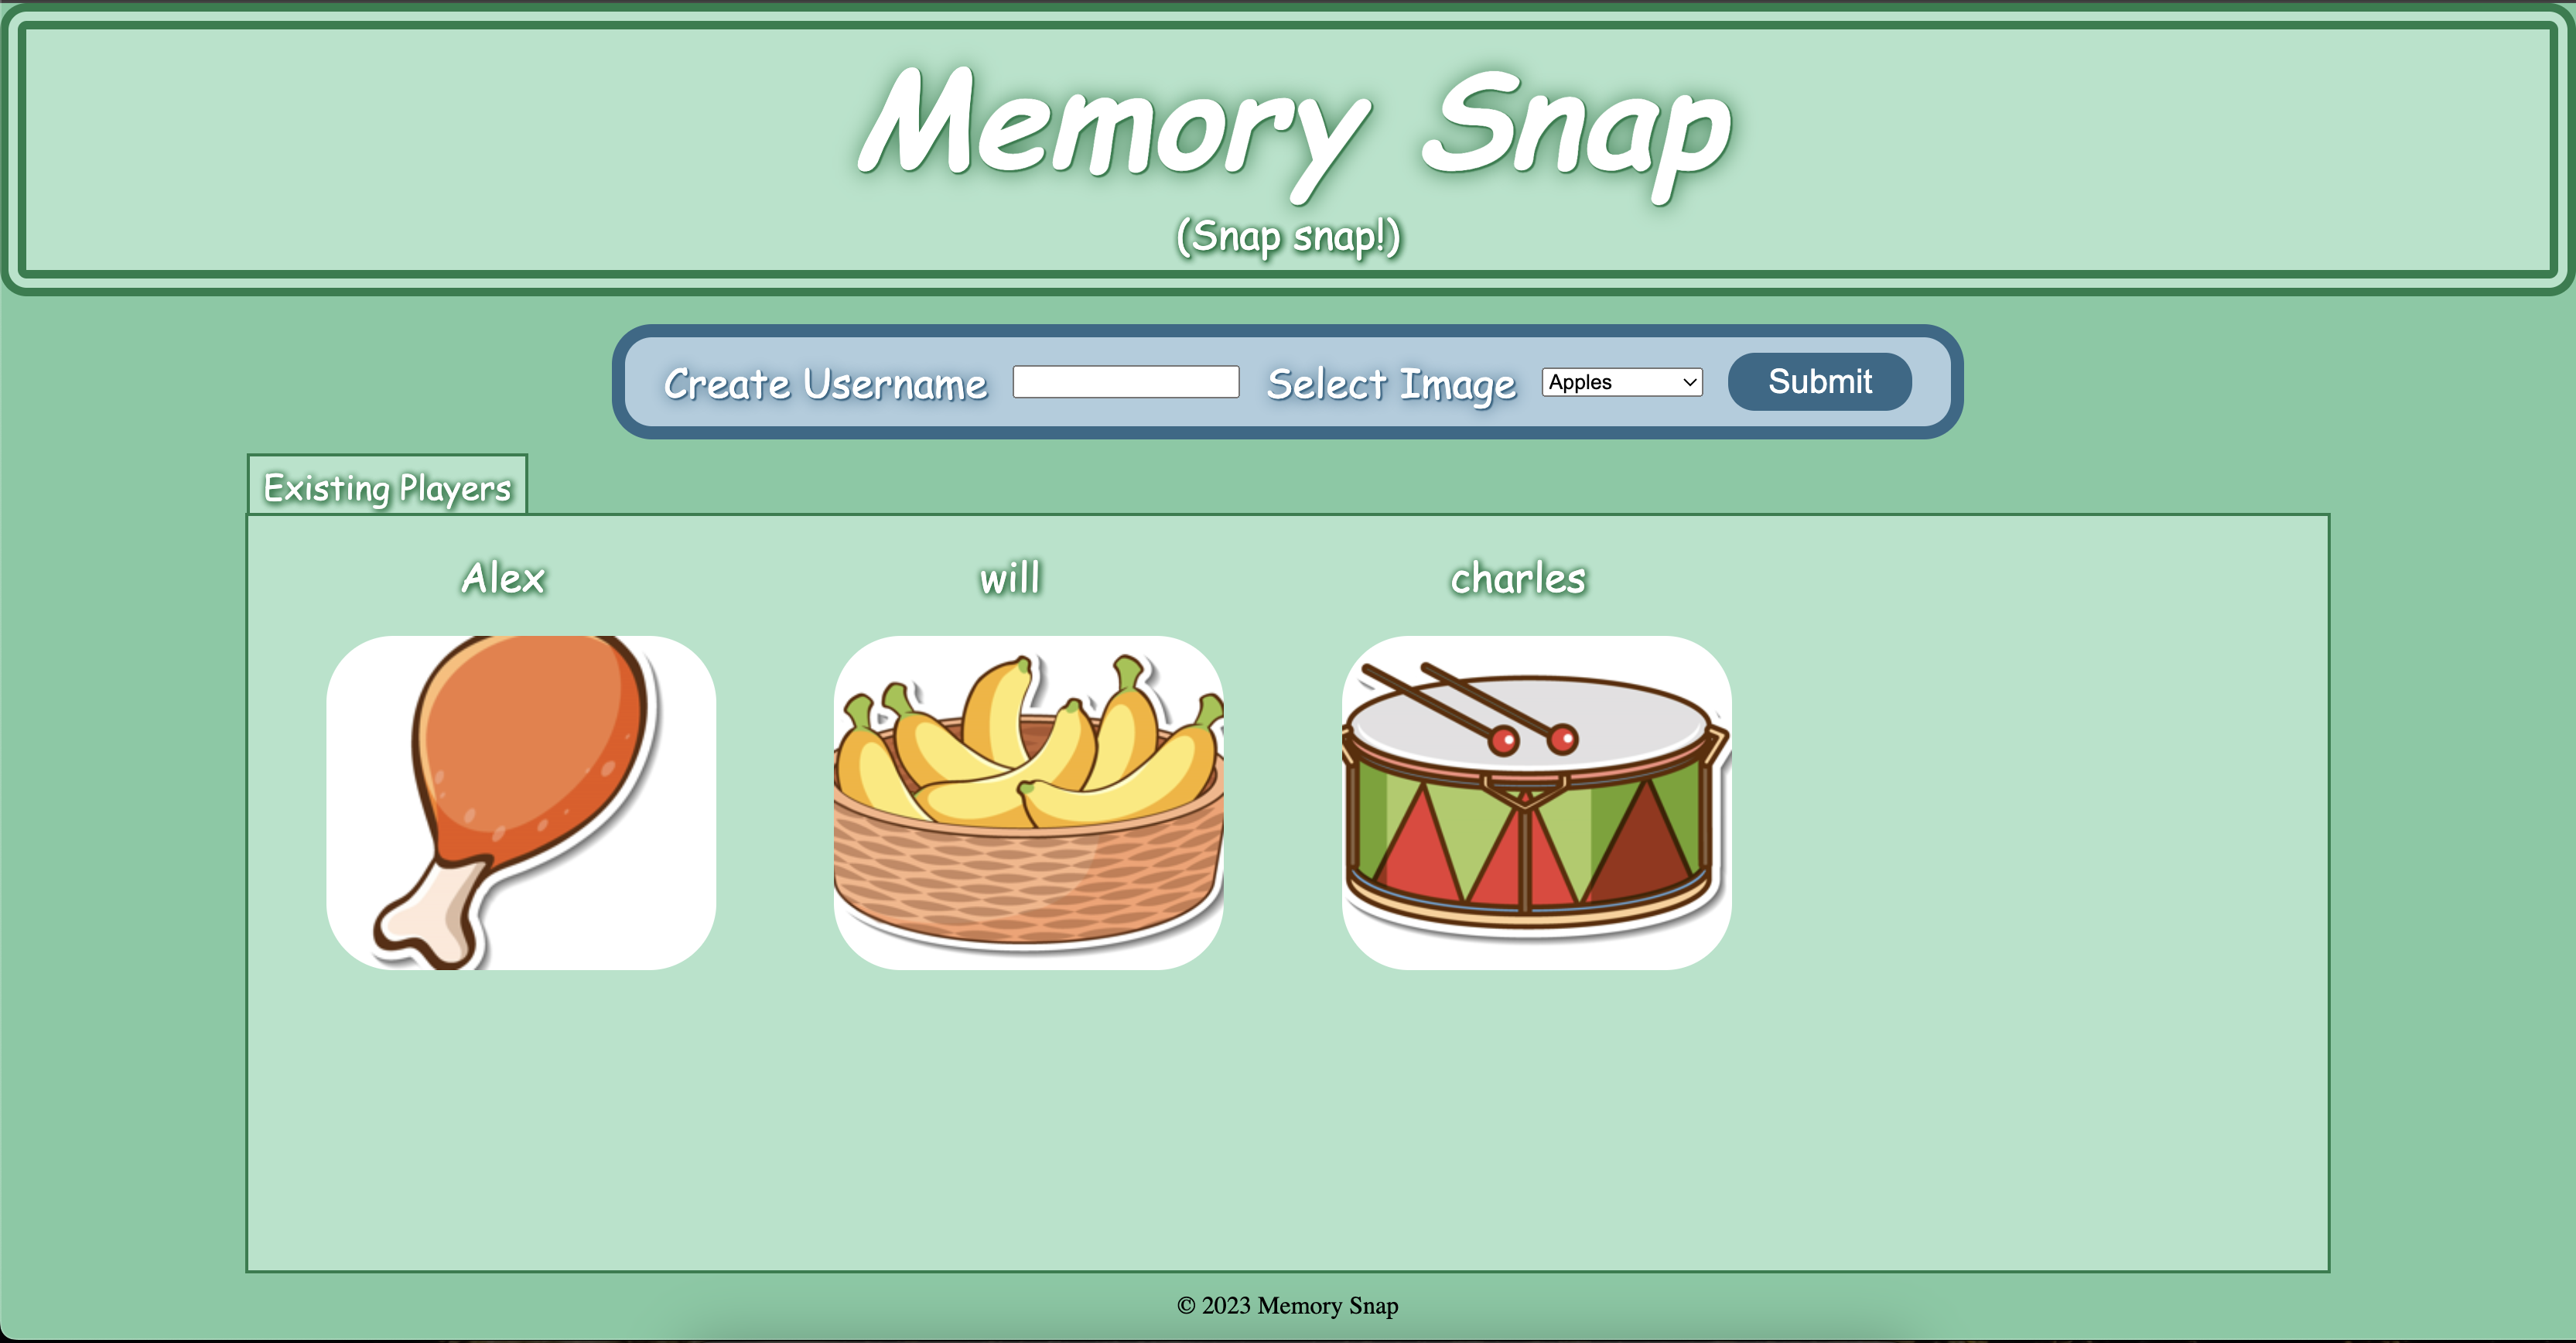 Memory Snap
(Snap snap!)
Create Username Select Image Apples Submit
Existing Players
Alex will charles
© 2023 Memory Snap